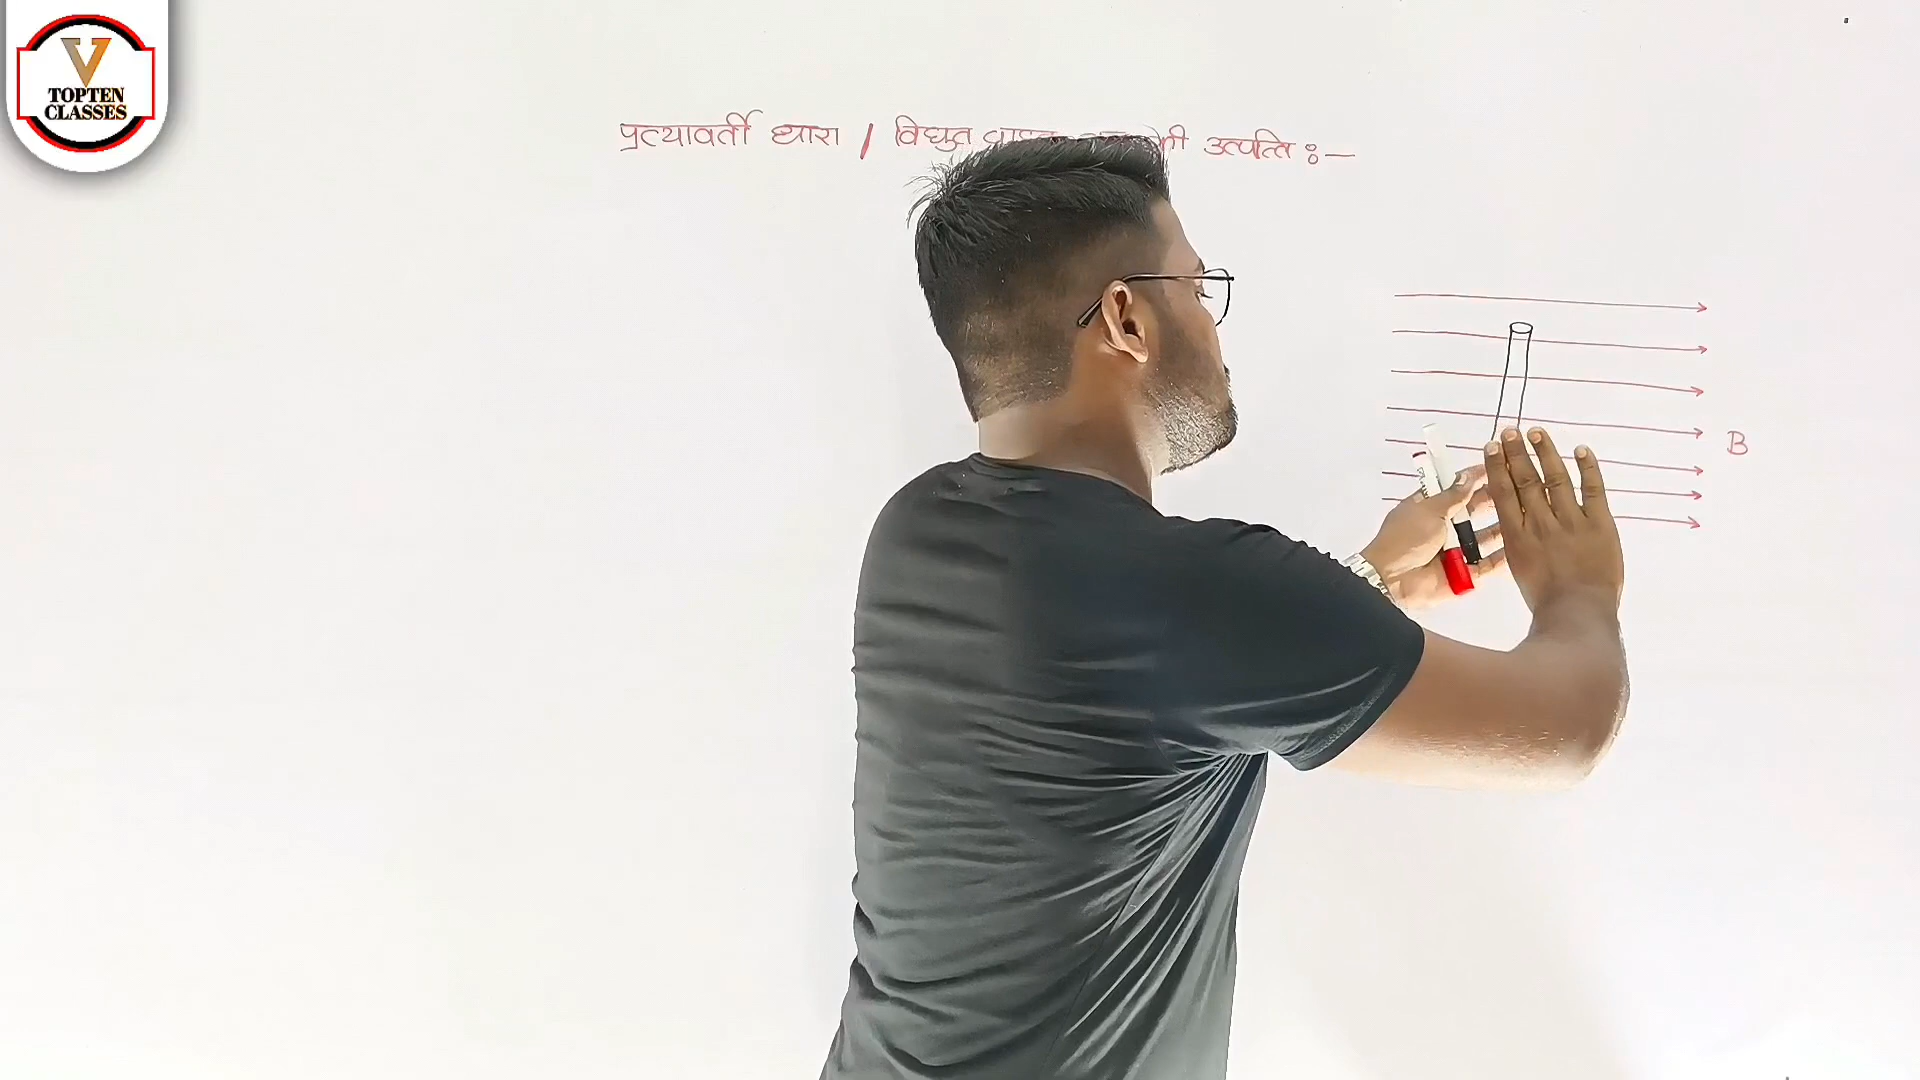 TOPTEN
CLASSES
प्रत्यावर्ती धारा / विद्युत की उत्पत्ति :-
B